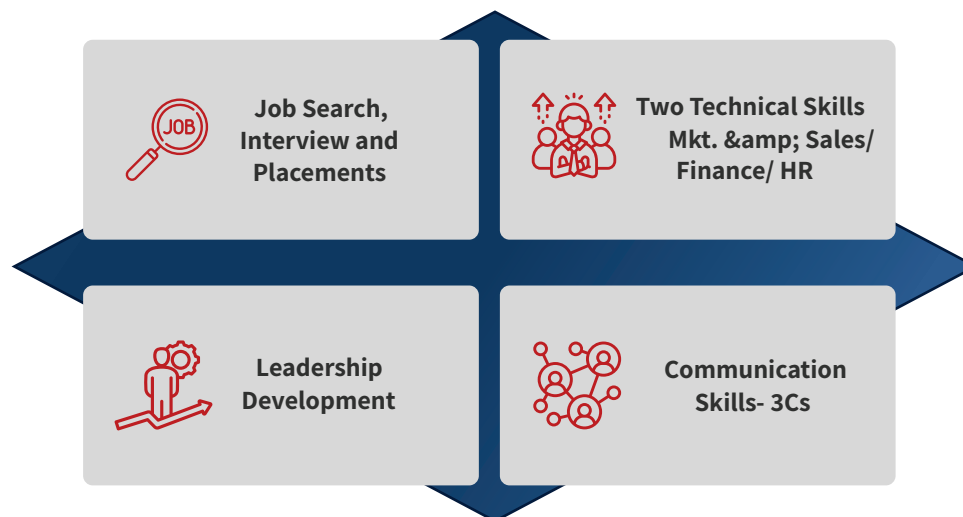 JOB
Job Search,
Interview and
Placements
Two Technical Skills
Mkt. &amp; Sales/
Finance/ HR
Leadership
Development
Communication
Skills- 3Cs